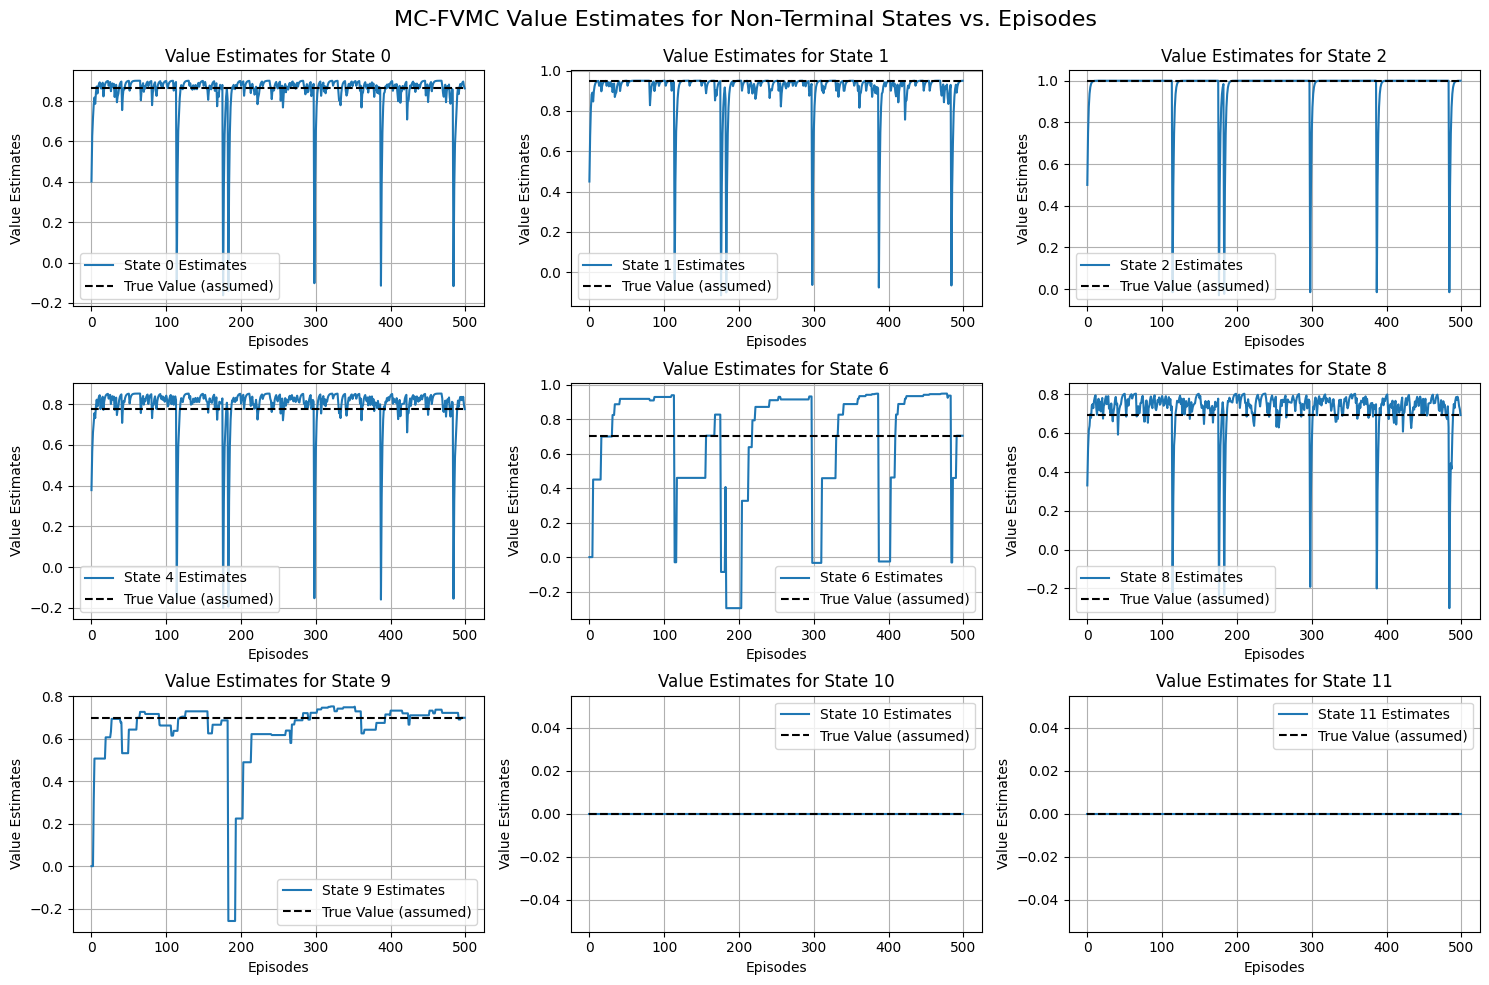 MC-FVMC Value Estimates for Non-Terminal States vs. Episodes
Value Estimates for State 0
Value Estimates
0.8
0.6
0.4
0.2
0.0
−0.2
0 100 200 300 400 500
Episodes
State 0 Estimates
True Value (assumed)
Value Estimates for State 1
Value Estimates
1.0
0.8
0.6
0.4
0.2
0.0
0 100 200 300 400 500
Episodes
State 1 Estimates
True Value (assumed)
Value Estimates for State 2
Value Estimates
1.0
0.8
0.6
0.4
0.2
0.0
0 100 200 300 400 500
Episodes
State 2 Estimates
True Value (assumed)
Value Estimates for State 4
Value Estimates
0.8
0.6
0.4
0.2
0.0
−0.2
0 100 200 300 400 500
Episodes
State 4 Estimates
True Value (assumed)
Value Estimates for State 6
Value Estimates
1.0
0.8
0.6
0.4
0.2
0.0
−0.2
0 100 200 300 400 500
Episodes
State 6 Estimates
True Value (assumed)
Value Estimates for State 8
Value Estimates
0.8
0.6
0.4
0.2
0.0
−0.2
0 100 200 300 400 500
Episodes
State 8 Estimates
True Value (assumed)
Value Estimates for State 9
Value Estimates
0.8
0.6
0.4
0.2
0.0
−0.2
0 100 200 300 400 500
Episodes
State 9 Estimates
True Value (assumed)
Value Estimates for State 10
Value Estimates
0.04
0.02
0.00
−0.02
−0.04
0 100 200 300 400 500
Episodes
State 10 Estimates
True Value (assumed)
Value Estimates for State 11
Value Estimates
0.04
0.02
0.00
−0.02
−0.04
0 100 200 300 400 500
Episodes
State 11 Estimates
True Value (assumed)